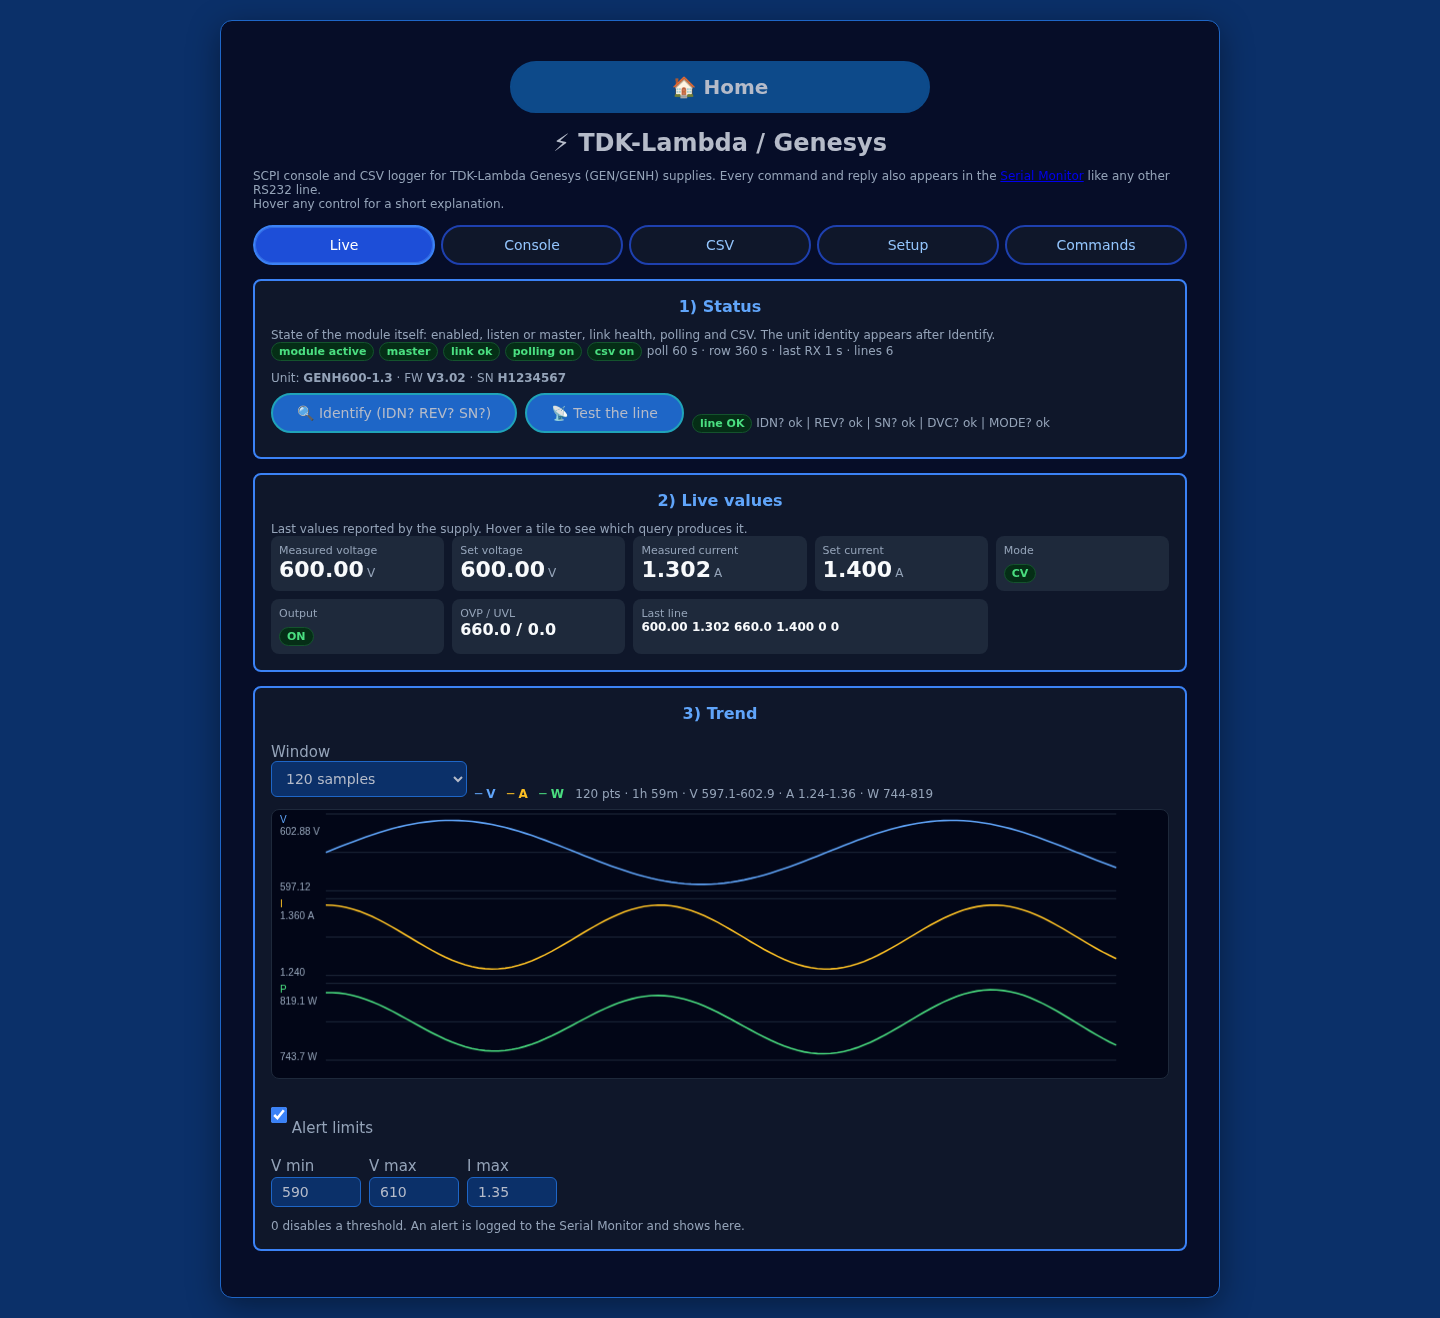 🏠 Home
⚡ TDK-Lambda / Genesys
SCPI console and CSV logger for TDK-Lambda Genesys (GEN/GENH) supplies. Every command and reply also appears in the Serial Monitor like any other
RS232 line.
Hover any control for a short explanation.
Live
Console
CSV
Setup
Commands
1) Status
State of the module itself: enabled, listen or master, link health, polling and CSV. The unit identity appears after Identify.
module active master link ok polling on csv on poll 60 s · row 360 s · last RX 1 s · lines 6
Unit: GENH600-1.3 · FW V3.02 · SN H1234567
🔍 Identify (IDN? REV? SN?)
📡 Test the line
line OK IDN? ok | REV? ok | SN? ok | DVC? ok | MODE? ok
2) Live values
Last values reported by the supply. Hover a tile to see which query produces it.
Measured voltage
600.00 V
Set voltage
600.00 V
Measured current
1.302 A
Set current
1.400 A
Mode
CV
Output
ON
OVP / UVL
660.0 / 0.0
Last line
600.00 1.302 660.0 1.400 0 0
3) Trend
Window
120 samples
─ V ─ A ─ W 120 pts · 1h 59m · V 597.1-602.9 · A 1.24-1.36 · W 744-819
V
602.88 V
597.12
I
1.360 A
1.240
P
819.1 W
743.7 W
Alert limits
V min
590
V max
610
I max
1.35
0 disables a threshold. An alert is logged to the Serial Monitor and shows here.